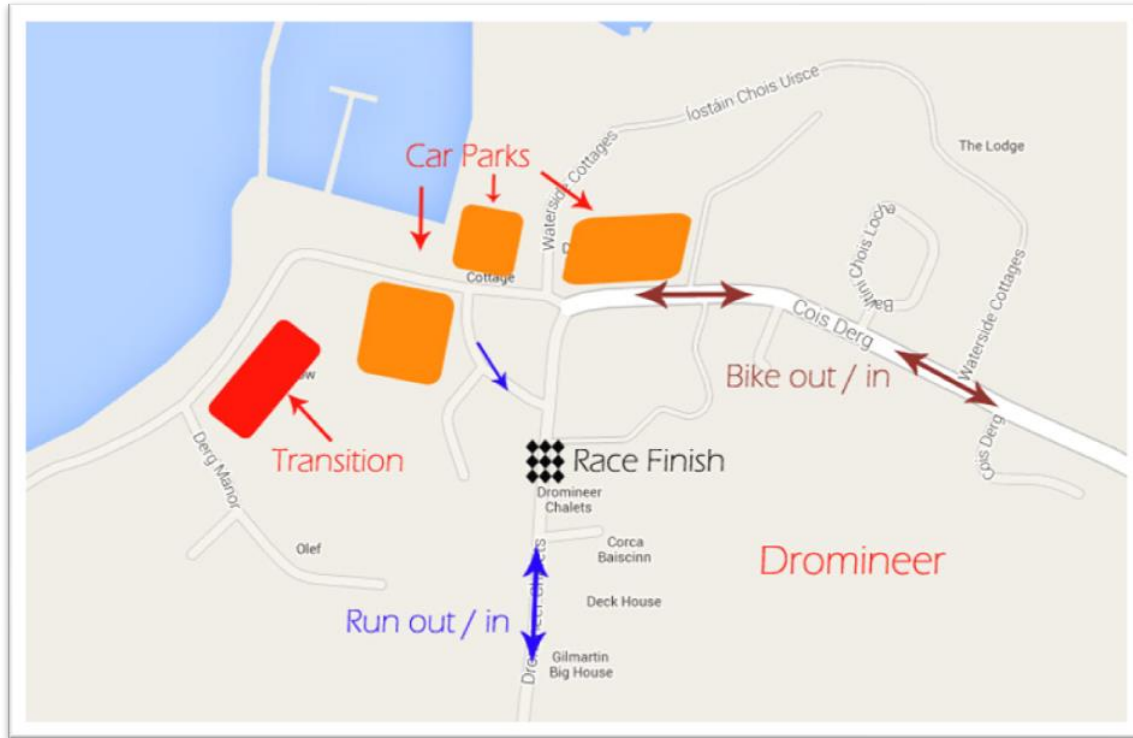 Car Parks
Íostáin Chois Uisce
Waterside Cottages
The Lodge
Cottage
Baitíní Chois Locha
Cois Derg
Waterside Cottages
Bike out / in
Cois Derg
Transition
Race Finish
Derg Manor
Dromineer
Chalets
Olef
Corca
Baiscinn
Dromineer
Deck House
Run out / in
Gilmartin
Big House